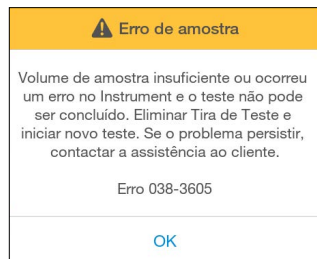 Erro de amostra
Volume de amostra insuficiente ou ocorreu
um erro no Instrument e o teste não pode
ser concluído. Eliminar Tira de Teste e
iniciar novo teste. Se o problema persistir,
contactar a assistência ao cliente.
Erro 038-3605
OK